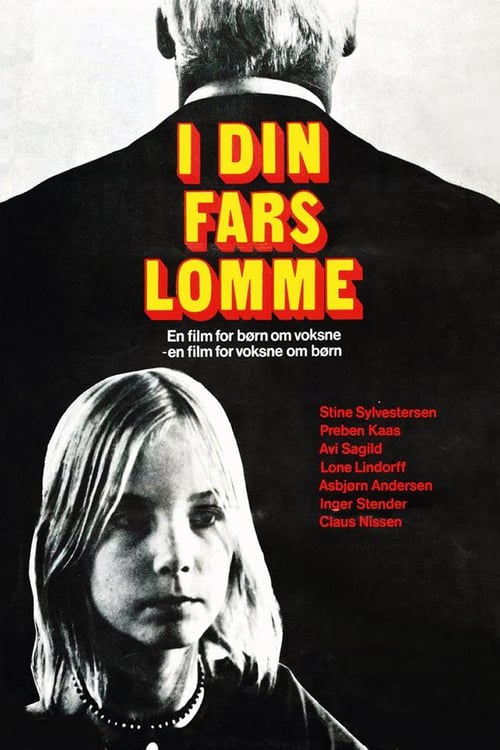 I DIN
FARS
LOMME
En film for børn om voksne
-en film for voksne om børn
Stine Sylvestersen
Preben Kaas
Avi Sagild
Lone Lindorff
Asbjørn Andersen
Inger Stender
Claus Nissen